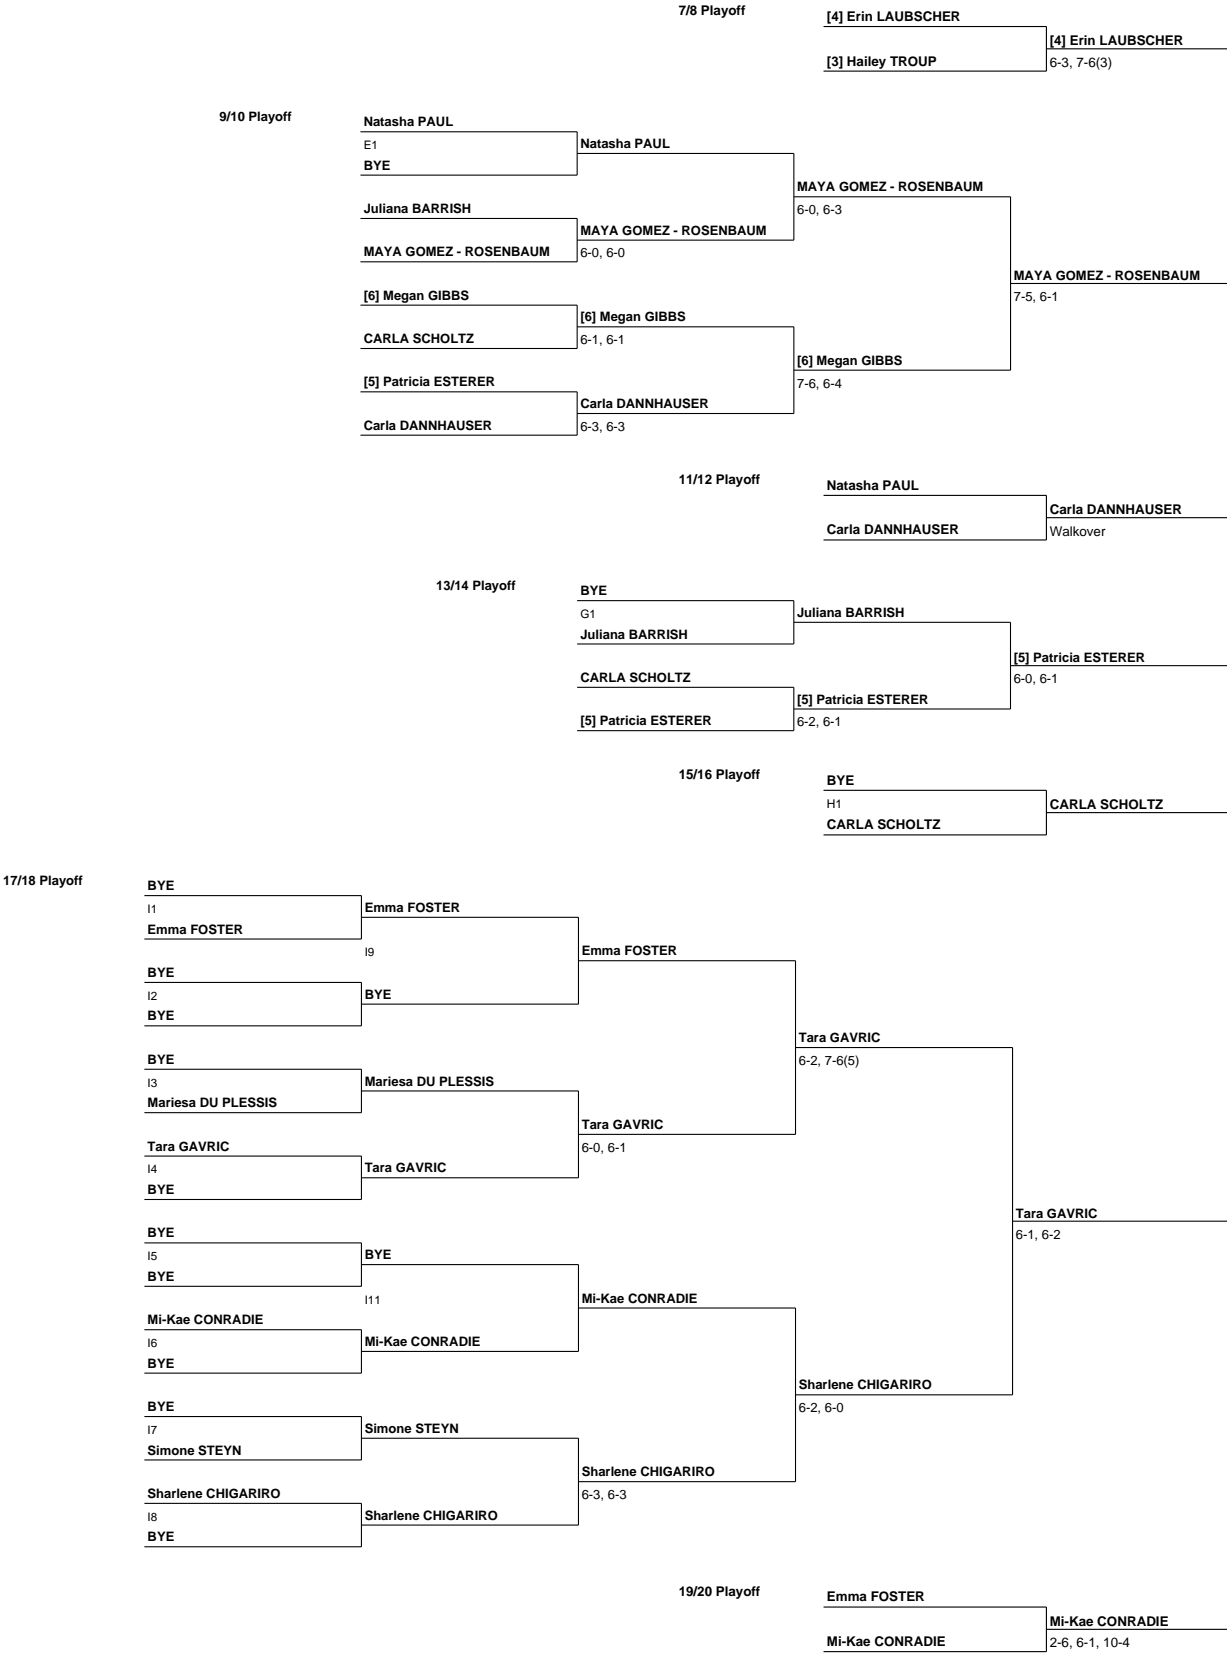 7/8 Playoff
[4] Erin LAUBSCHER
[4] Erin LAUBSCHER
[3] Hailey TROUP
6-3, 7-6(3)
9/10 Playoff
Natasha PAUL
E1
Natasha PAUL
BYE
MAYA GOMEZ - ROSENBAUM
Juliana BARRISH
6-0, 6-3
MAYA GOMEZ - ROSENBAUM
MAYA GOMEZ - ROSENBAUM
6-0, 6-0
MAYA GOMEZ - ROSENBAUM
[6] Megan GIBBS
7-5, 6-1
[6] Megan GIBBS
CARLA SCHOLTZ
6-1, 6-1
[6] Megan GIBBS
[5] Patricia ESTERER
7-6, 6-4
Carla DANNHAUSER
Carla DANNHAUSER
6-3, 6-3
11/12 Playoff
Natasha PAUL
Carla DANNHAUSER
Carla DANNHAUSER
Walkover
13/14 Playoff
BYE
G1
Juliana BARRISH
Juliana BARRISH
[5] Patricia ESTERER
CARLA SCHOLTZ
6-0, 6-1
[5] Patricia ESTERER
[5] Patricia ESTERER
6-2, 6-1
15/16 Playoff
BYE
H1
CARLA SCHOLTZ
CARLA SCHOLTZ
17/18 Playoff
BYE
I1
Emma FOSTER
Emma FOSTER
I9
Emma FOSTER
BYE
I2
BYE
BYE
Tara GAVRIC
BYE
6-2, 7-6(5)
I3
Mariesa DU PLESSIS
Mariesa DU PLESSIS
Tara GAVRIC
Tara GAVRIC
6-0, 6-1
I4
Tara GAVRIC
BYE
Tara GAVRIC
BYE
6-1, 6-2
I5
BYE
BYE
I11
Mi-Kae CONRADIE
Mi-Kae CONRADIE
I6
Mi-Kae CONRADIE
BYE
Sharlene CHIGARIRO
BYE
6-2, 6-0
I7
Simone STEYN
Simone STEYN
Sharlene CHIGARIRO
Sharlene CHIGARIRO
6-3, 6-3
I8
Sharlene CHIGARIRO
BYE
19/20 Playoff
Emma FOSTER
Mi-Kae CONRADIE
Mi-Kae CONRADIE
2-6, 6-1, 10-4